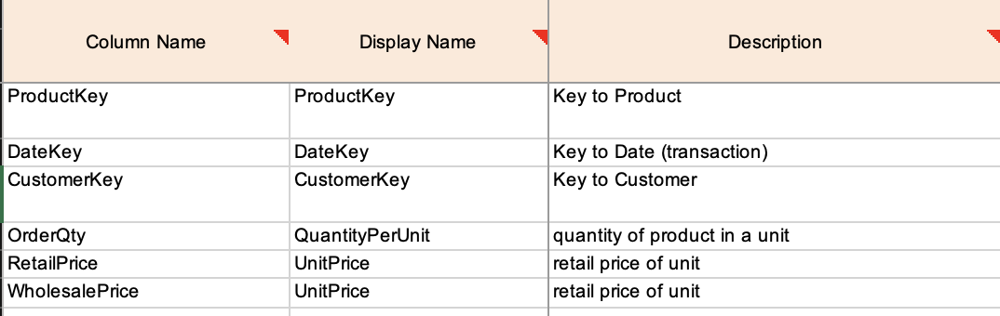 Column Name Display Name Description
ProductKey ProductKey Key to Product
DateKey DateKey Key to Date (transaction)
CustomerKey CustomerKey Key to Customer
OrderQty QuantityPerUnit quantity of product in a unit
RetailPrice UnitPrice retail price of unit
WholesalePrice UnitPrice retail price of unit